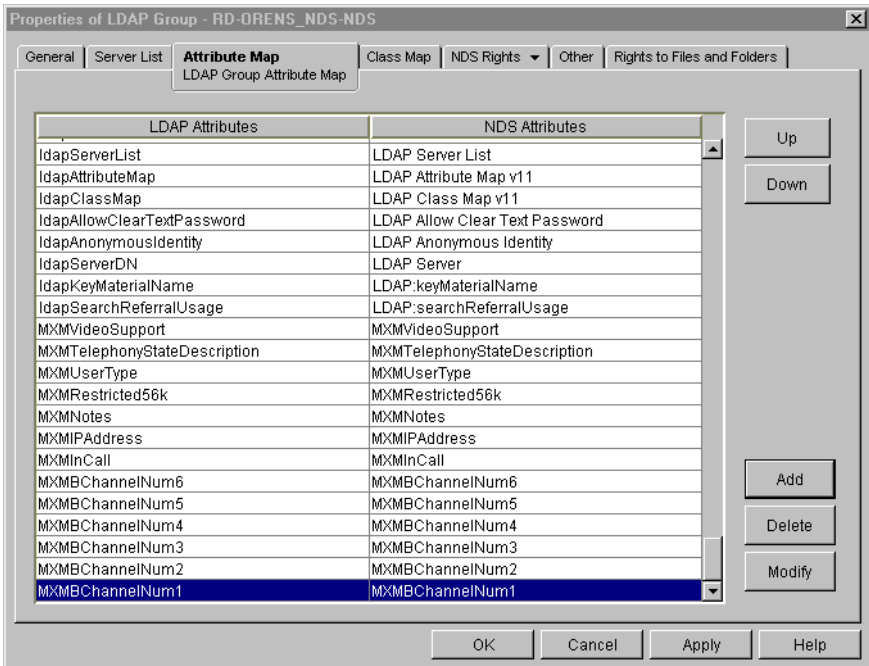 Properties of LDAP Group - RD-ORENS_NDS-NDS
General Server List Attribute Map Class Map NDS Rights Other Rights to Files and Folders
LDAP Group Attribute Map
LDAP Attributes NDS Attributes
ldapServerList LDAP Server List
ldapAttributeMap LDAP Attribute Map v11
ldapClassMap LDAP Class Map v11
ldapAllowClearTextPassword LDAP Allow Clear Text Password
ldapAnonymousIdentity LDAP Anonymous Identity
ldapServerDN LDAP Server
ldapKeyMaterialName LDAP:keyMaterialName
ldapSearchReferralUsage LDAP:searchReferralUsage
MXMVideoSupport MXMVideoSupport
MXMTelephonyStateDescription MXMTelephonyStateDescription
MXMUserType MXMUserType
MXMRestricted56k MXMRestricted56k
MXMNotes MXMNotes
MXMIPAddress MXMIPAddress
MXMInCall MXMInCall
MXMBChannelNum6 MXMBChannelNum6
MXMBChannelNum5 MXMBChannelNum5
MXMBChannelNum4 MXMBChannelNum4
MXMBChannelNum3 MXMBChannelNum3
MXMBChannelNum2 MXMBChannelNum2
MXMBChannelNum1 MXMBChannelNum1
Up
Down
Add
Delete
Modify
OK Cancel Apply Help